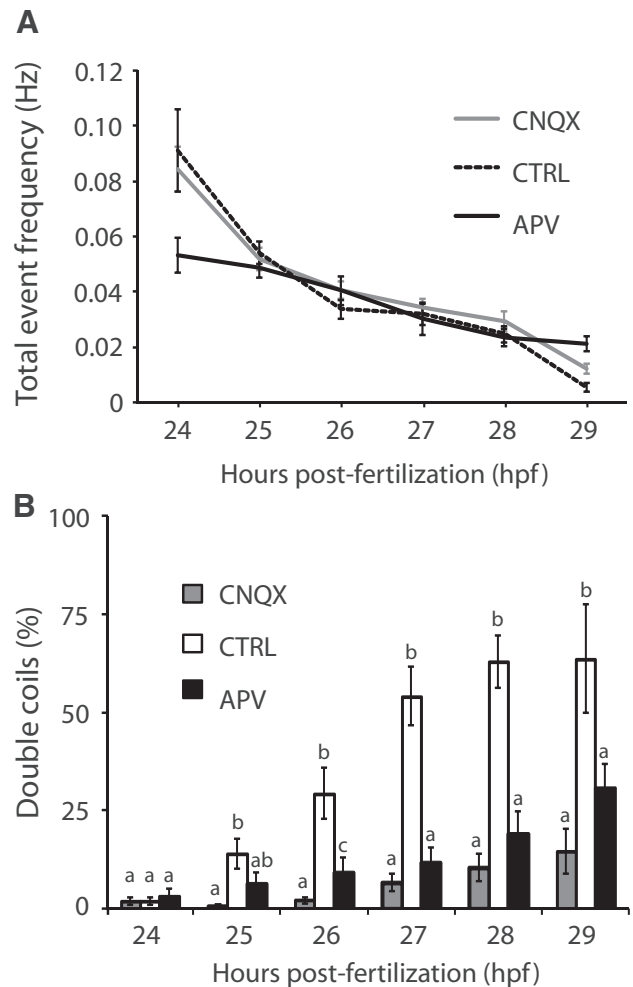 A
Total event frequency (Hz)
0.12
0.10
0.08
0.06
0.04
0.02
0
CNQX
CTRL
APV
24 25 26 27 28 29
Hours post-fertilization (hpf)
B
Double coils (%)
100
75
50
25
0
CNQX
CTRL
APV
a a a
a b ab
a b c
a b a
a b a
a b a
24 25 26 27 28 29
Hours post-fertilization (hpf)